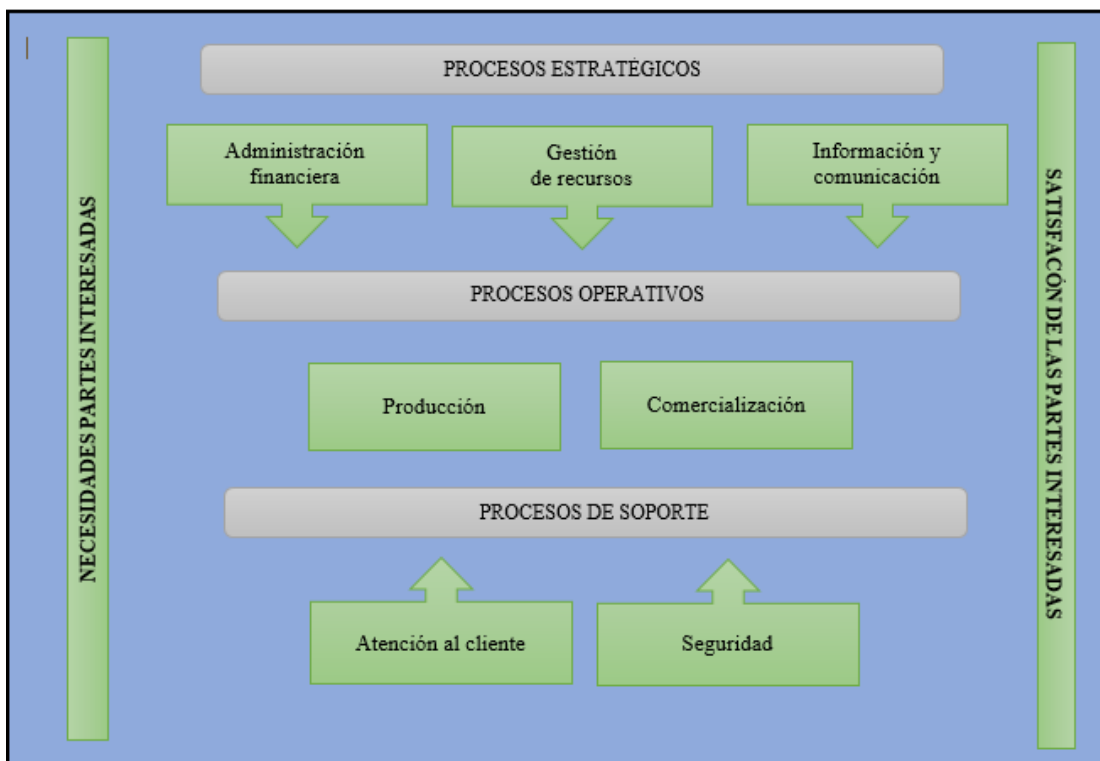 NECESIDADES PARTES INTERESADAS
PROCESOS ESTRATÉGICOS
Administración
financiera
Gestión
de recursos
Información y
comunicación
PROCESOS OPERATIVOS
Producción
Comercialización
PROCESOS DE SOPORTE
Atención al cliente
Seguridad
SATISFACÓN DE LAS PARTES INTERESADAS